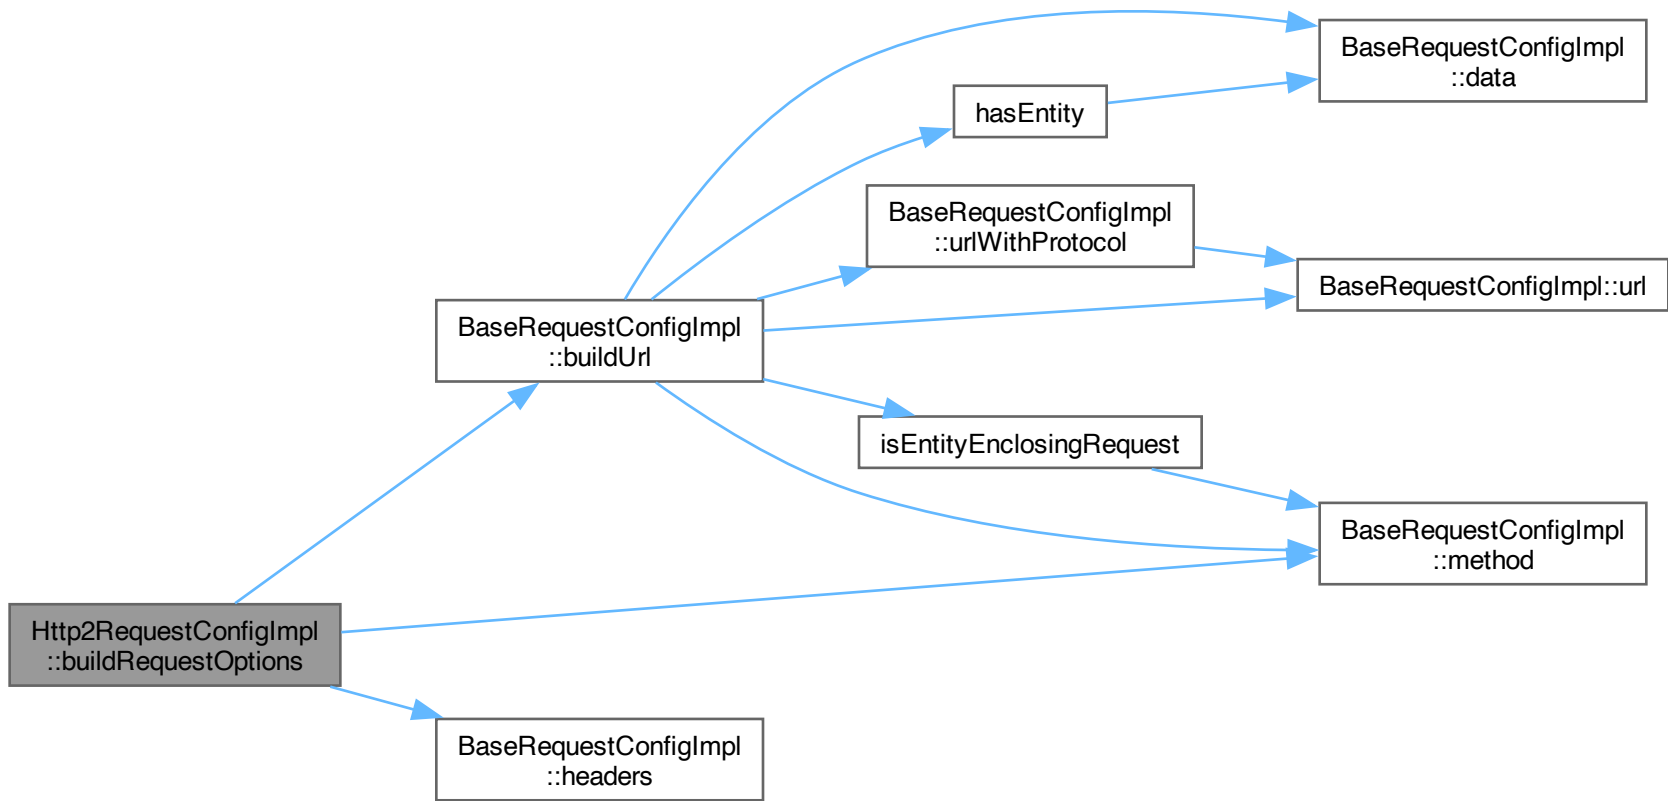 BaseRequestConfigImpl
::data
hasEntity
BaseRequestConfigImpl
::urlWithProtocol
BaseRequestConfigImpl::url
BaseRequestConfigImpl
::buildUrl
isEntityEnclosingRequest
BaseRequestConfigImpl
::method
Http2RequestConfigImpl
::buildRequestOptions
BaseRequestConfigImpl
::headers